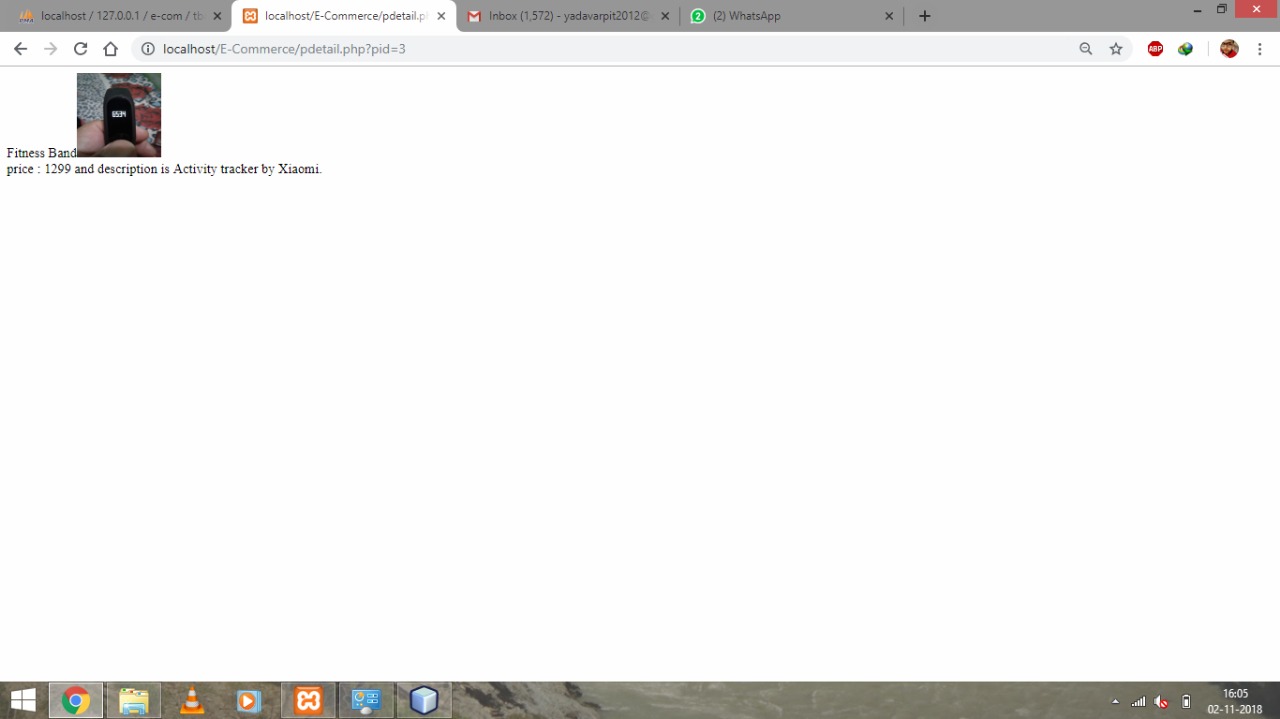 localhost / 127.0.0.1 / e-com / tb
localhost/E-Commerce/pdetail.p
Inbox (1,572) - yadavarpit2012@
(2) WhatsApp
localhost/E-Commerce/pdetail.php?pid=3
ABP
6534
Fitness Band
price : 1299 and description is Activity tracker by Xiaomi.
16:05
02-11-2018